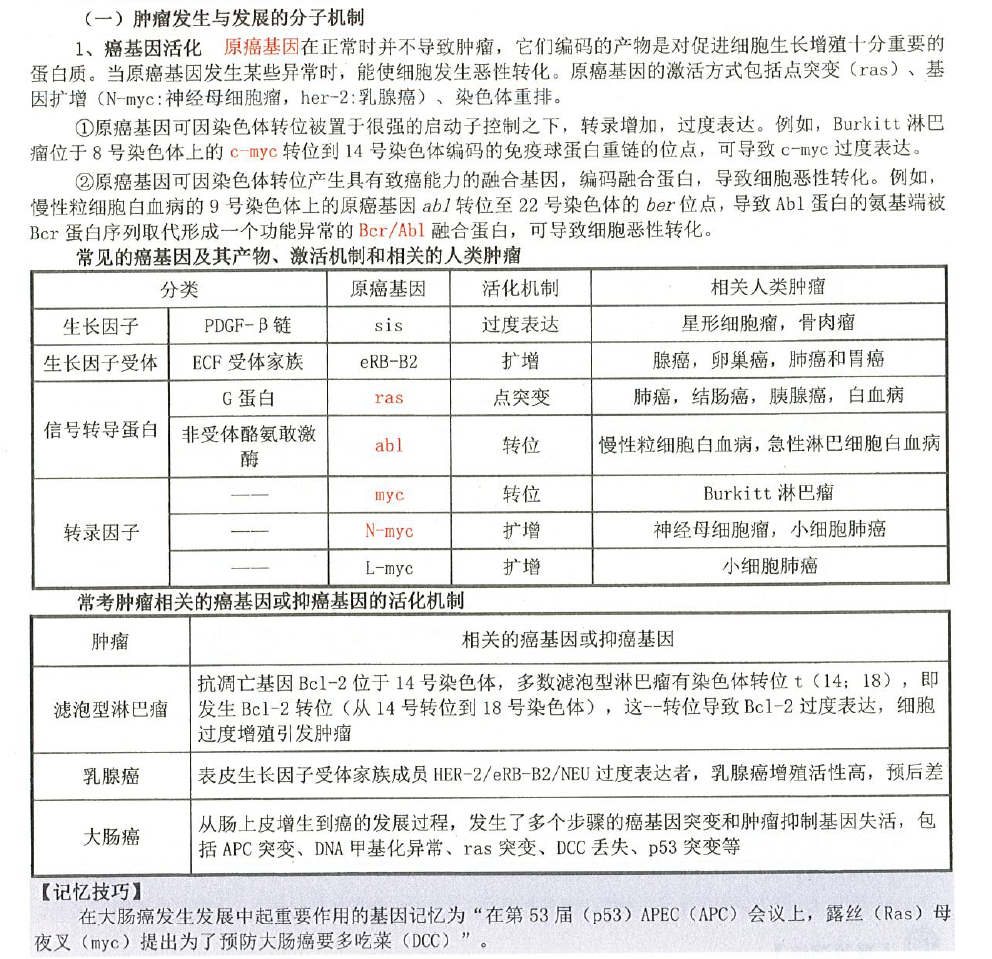 （一）肿瘤发生与发展的分子机制
1、癌基因活化 原癌基因在正常时并不导致肿瘤，它们编码的产物是对促进细胞生长增殖十分重要的
蛋白质。当原癌基因发生某些异常时，能使细胞发生恶性转化。原癌基因的激活方式包括点突变（ras）、基
因扩增（N-myc:神经母细胞瘤，her-2:乳腺癌）、染色体重排。
①原癌基因可因染色体转位被置于很强的启动子控制之下，转录增加，过度表达。例如，Burkitt 淋巴
瘤位于 8 号染色体上的 c-myc 转位到 14 号染色体编码的免疫球蛋白重链的位点，可导致 c-myc 过度表达。
②原癌基因可因染色体转位产生具有致癌能力的融合基因，编码融合蛋白，导致细胞恶性转化。例如，
慢性粒细胞白血病的 9 号染色体上的原癌基因 abl 转位至 22 号染色体的 ber 位点，导致 Abl 蛋白的氨基端被
Bcr 蛋白序列取代形成一个功能异常的 Bcr/Abl 融合蛋白，可导致细胞恶性转化。
常见的癌基因及其产物、激活机制和相关的人类肿瘤
分类 原癌基因 活化机制 相关人类肿瘤
生长因子 PDGF-β链 sis 过度表达 星形细胞瘤，骨肉瘤
生长因子受体 ECF 受体家族 eRB-B2 扩增 腺癌，卵巢癌，肺癌和胃癌
信号转导蛋白 G 蛋白 ras 点突变 肺癌，结肠癌，胰腺癌，白血病
非受体酪氨敢激
酶 abl 转位 慢性粒细胞白血病，急性淋巴细胞白血病
转录因子 —— myc 转位 Burkitt 淋巴瘤
—— N-myc 扩增 神经母细胞瘤，小细胞肺癌
—— L-myc 扩增 小细胞肺癌
常考肿瘤相关的癌基因或抑癌基因的活化机制
肿瘤 相关的癌基因或抑癌基因
滤泡型淋巴瘤 抗凋亡基因 Bcl-2 位于 14 号染色体，多数滤泡型淋巴瘤有染色体转位 t（14；18），即
发生 Bcl-2 转位（从 14 号转位到 18 号染色体），这--转位导致 Bcl-2 过度表达，细胞
过度增殖引发肿瘤
乳腺癌 表皮生长因子受体家族成员 HER-2/eRB-B2/NEU 过度表达者，乳腺癌增殖活性高，预后差
大肠癌 从肠上皮增生到癌的发展过程，发生了多个步骤的癌基因突变和肿瘤抑制基因失活，包
括 APC 突变、DNA 甲基化异常、ras 突变、DCC 丢失、p53 突变等
【记忆技巧】
在大肠癌发生发展中起重要作用的基因记忆为“在第 53 届（p53）APEC（APC）会议上，露丝（Ras）母
夜叉（myc）提出为了预防大肠癌要多吃菜（DCC）”。